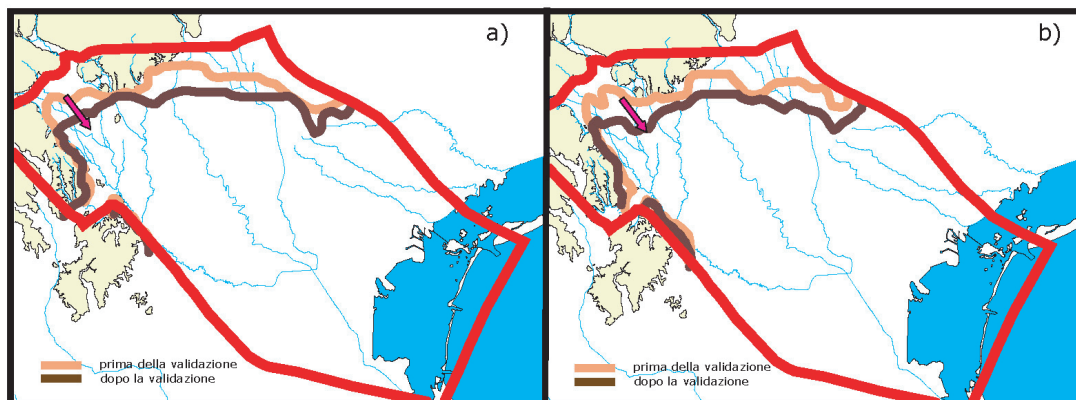 a)
prima della validazione
dopo la validazione
b)
prima della validazione
dopo la validazione